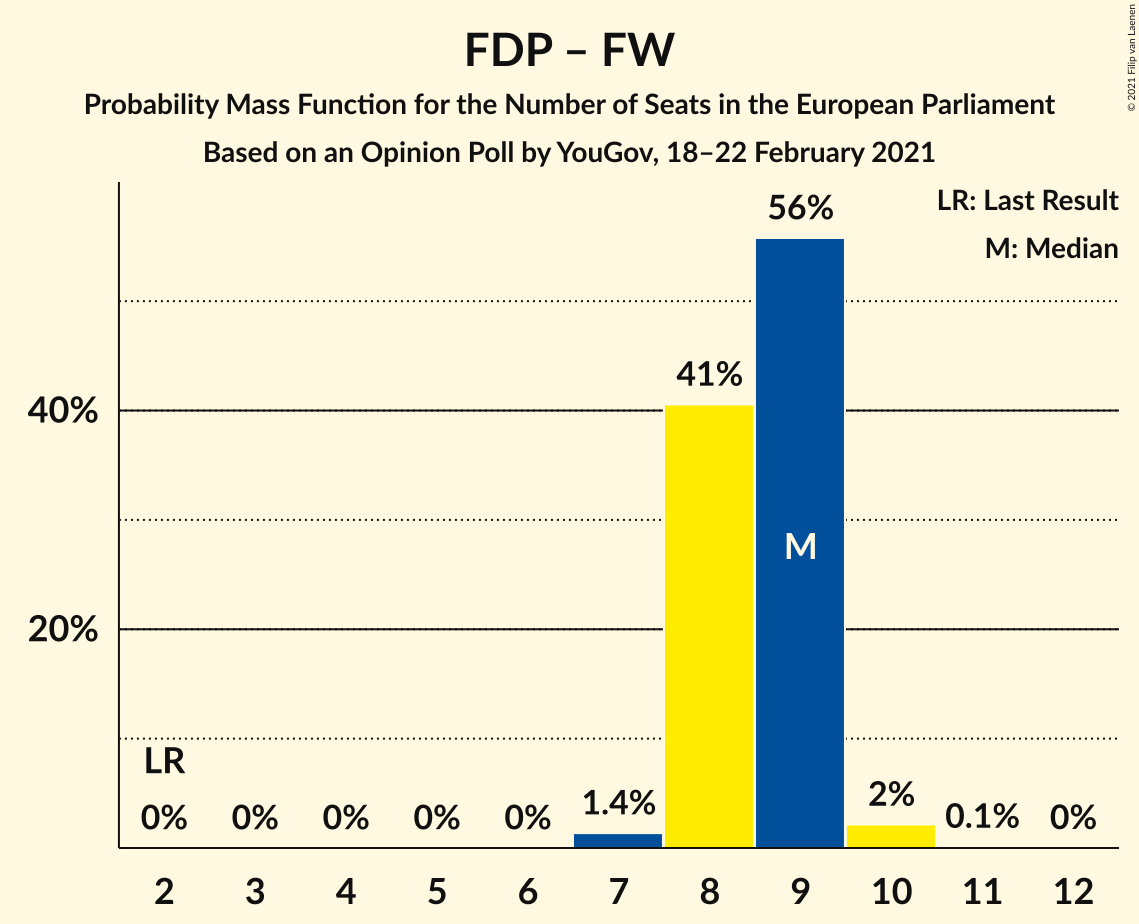 FDP – FW
Probability Mass Function for the Number of Seats in the European Parliament
Based on an Opinion Poll by YouGov, 18–22 February 2021
© 2021 Filip van Laenen
LR: Last Result
M: Median
56%
41%
40%
M
20%
LR
0% 0% 0% 0% 0% 1.4% 2% 0.1% 0%
2 3 4 5 6 7 8 9 10 11 12